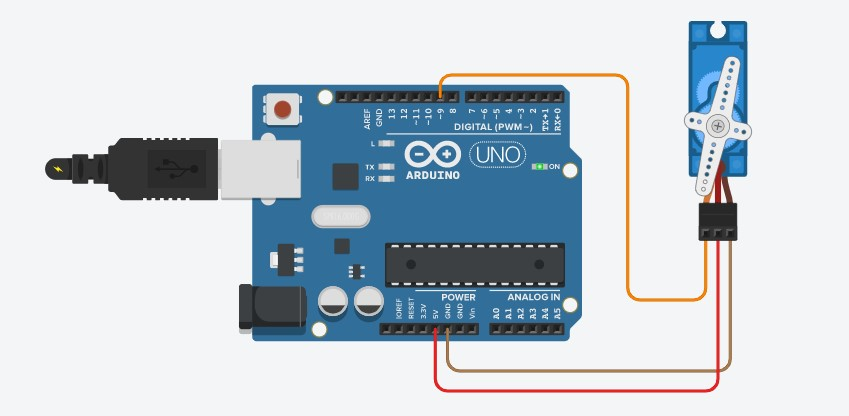 AREF
GND
13
12
~11
~10
~9
8
7
~6
~5
4
~3
2
TX→1
RX←0
DIGITAL (PWM~)
L
TX
RX
ARDUINO
UNO
ON
POWER
ANALOG IN
IOREF
RESET
3.3V
5V
GND
GND
Vin
A0
A1
A2
A3
A4
A5